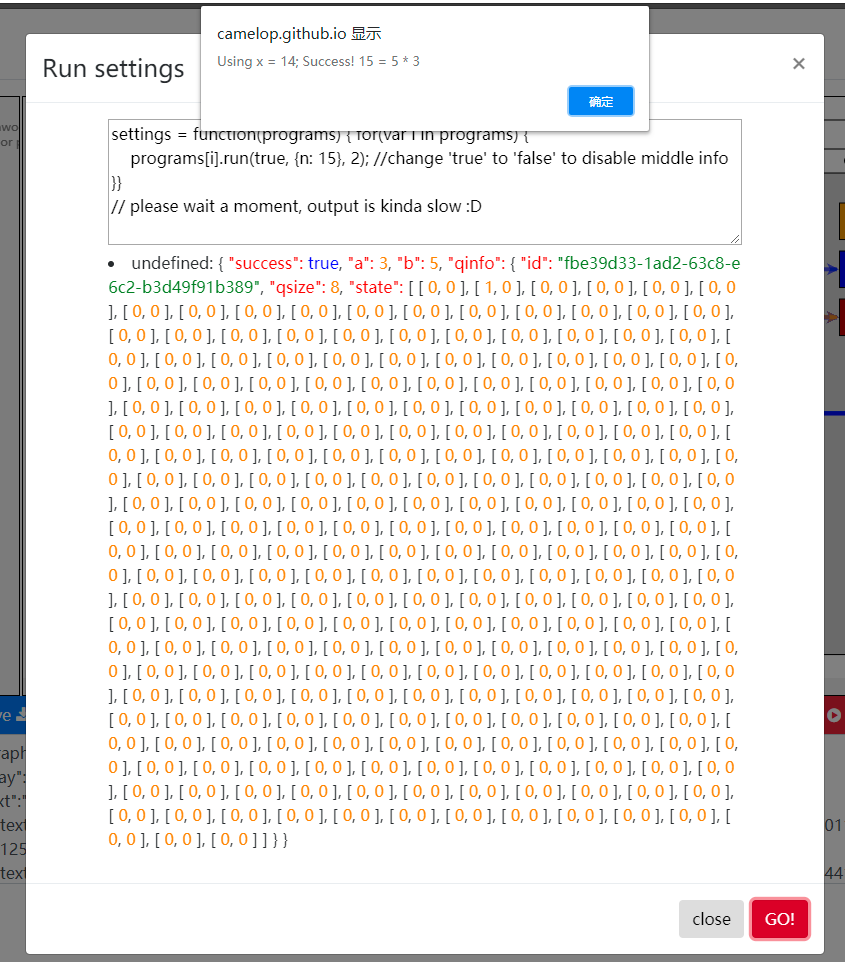 camelop.github.io 显示
Using x = 14; Success! 15 = 5 * 3
确定
Run settings
×
settings = function(programs) { for(var i in programs) {
programs[i].run(true, {n: 15}, 2); //change 'true' to 'false' to disable middle info
}}
// please wait a moment, output is kinda slow :D
• undefined: { "success": true, "a": 3, "b": 5, "qinfo": { "id": "fbe39d33-1ad2-63c8-e
6c2-b3d49f91b389", "qsize": 8, "state": [ [ 0, 0 ], [ 1, 0 ], [ 0, 0 ], [ 0, 0 ], [ 0, 0 ], [ 0, 0
], [ 0, 0 ], [ 0, 0 ], [ 0, 0 ], [ 0, 0 ], [ 0, 0 ], [ 0, 0 ], [ 0, 0 ], [ 0, 0 ], [ 0, 0 ], [ 0, 0 ], [ 0, 0 ],
[ 0, 0 ], [ 0, 0 ], [ 0, 0 ], [ 0, 0 ], [ 0, 0 ], [ 0, 0 ], [ 0, 0 ], [ 0, 0 ], [ 0, 0 ], [ 0, 0 ], [ 0, 0 ], [
0, 0 ], [ 0, 0 ], [ 0, 0 ], [ 0, 0 ], [ 0, 0 ], [ 0, 0 ], [ 0, 0 ], [ 0, 0 ], [ 0, 0 ], [ 0, 0 ], [ 0, 0 ], [ 0,
0 ], [ 0, 0 ], [ 0, 0 ], [ 0, 0 ], [ 0, 0 ], [ 0, 0 ], [ 0, 0 ], [ 0, 0 ], [ 0, 0 ], [ 0, 0 ], [ 0, 0 ], [ 0, 0
], [ 0, 0 ], [ 0, 0 ], [ 0, 0 ], [ 0, 0 ], [ 0, 0 ], [ 0, 0 ], [ 0, 0 ], [ 0, 0 ], [ 0, 0 ], [ 0, 0 ], [ 0, 0 ],
[ 0, 0 ], [ 0, 0 ], [ 0, 0 ], [ 0, 0 ], [ 0, 0 ], [ 0, 0 ], [ 0, 0 ], [ 0, 0 ], [ 0, 0 ], [ 0, 0 ], [ 0, 0 ], [
0, 0 ], [ 0, 0 ], [ 0, 0 ], [ 0, 0 ], [ 0, 0 ], [ 0, 0 ], [ 0, 0 ], [ 0, 0 ], [ 0, 0 ], [ 0, 0 ], [ 0, 0 ], [ 0,
0 ], [ 0, 0 ], [ 0, 0 ], [ 0, 0 ], [ 0, 0 ], [ 0, 0 ], [ 0, 0 ], [ 0, 0 ], [ 0, 0 ], [ 0, 0 ], [ 0, 0 ], [ 0, 0
], [ 0, 0 ], [ 0, 0 ], [ 0, 0 ], [ 0, 0 ], [ 0, 0 ], [ 0, 0 ], [ 0, 0 ], [ 0, 0 ], [ 0, 0 ], [ 0, 0 ], [ 0, 0 ],
[ 0, 0 ], [ 0, 0 ], [ 0, 0 ], [ 0, 0 ], [ 0, 0 ], [ 0, 0 ], [ 0, 0 ], [ 0, 0 ], [ 0, 0 ], [ 0, 0 ], [ 0, 0 ], [
0, 0 ], [ 0, 0 ], [ 0, 0 ], [ 0, 0 ], [ 0, 0 ], [ 0, 0 ], [ 0, 0 ], [ 0, 0 ], [ 0, 0 ], [ 0, 0 ], [ 0, 0 ], [ 0,
0 ], [ 0, 0 ], [ 0, 0 ], [ 0, 0 ], [ 0, 0 ], [ 0, 0 ], [ 0, 0 ], [ 0, 0 ], [ 0, 0 ], [ 0, 0 ], [ 0, 0 ], [ 0, 0
], [ 0, 0 ], [ 0, 0 ], [ 0, 0 ], [ 0, 0 ], [ 0, 0 ], [ 0, 0 ], [ 0, 0 ], [ 0, 0 ], [ 0, 0 ], [ 0, 0 ], [ 0, 0 ],
[ 0, 0 ], [ 0, 0 ], [ 0, 0 ], [ 0, 0 ], [ 0, 0 ], [ 0, 0 ], [ 0, 0 ], [ 0, 0 ], [ 0, 0 ], [ 0, 0 ], [ 0, 0 ], [
0, 0 ], [ 0, 0 ], [ 0, 0 ], [ 0, 0 ], [ 0, 0 ], [ 0, 0 ], [ 0, 0 ], [ 0, 0 ], [ 0, 0 ], [ 0, 0 ], [ 0, 0 ], [ 0,
0 ], [ 0, 0 ], [ 0, 0 ], [ 0, 0 ], [ 0, 0 ], [ 0, 0 ], [ 0, 0 ], [ 0, 0 ], [ 0, 0 ], [ 0, 0 ], [ 0, 0 ], [ 0, 0
], [ 0, 0 ], [ 0, 0 ], [ 0, 0 ], [ 0, 0 ], [ 0, 0 ], [ 0, 0 ], [ 0, 0 ], [ 0, 0 ], [ 0, 0 ], [ 0, 0 ], [ 0, 0 ],
[ 0, 0 ], [ 0, 0 ], [ 0, 0 ], [ 0, 0 ], [ 0, 0 ], [ 0, 0 ], [ 0, 0 ], [ 0, 0 ], [ 0, 0 ], [ 0, 0 ], [ 0, 0 ], [
0, 0 ], [ 0, 0 ], [ 0, 0 ], [ 0, 0 ], [ 0, 0 ], [ 0, 0 ], [ 0, 0 ], [ 0, 0 ], [ 0, 0 ], [ 0, 0 ], [ 0, 0 ], [ 0,
0 ], [ 0, 0 ], [ 0, 0 ], [ 0, 0 ], [ 0, 0 ], [ 0, 0 ], [ 0, 0 ], [ 0, 0 ], [ 0, 0 ], [ 0, 0 ], [ 0, 0 ], [ 0, 0
], [ 0, 0 ], [ 0, 0 ], [ 0, 0 ], [ 0, 0 ], [ 0, 0 ], [ 0, 0 ], [ 0, 0 ], [ 0, 0 ], [ 0, 0 ], [ 0, 0 ], [ 0, 0 ],
[ 0, 0 ], [ 0, 0 ], [ 0, 0 ], [ 0, 0 ], [ 0, 0 ], [ 0, 0 ], [ 0, 0 ], [ 0, 0 ], [ 0, 0 ], [ 0, 0 ], [ 0, 0 ], [
0, 0 ], [ 0, 0 ], [ 0, 0 ] ] } }
close
GO!